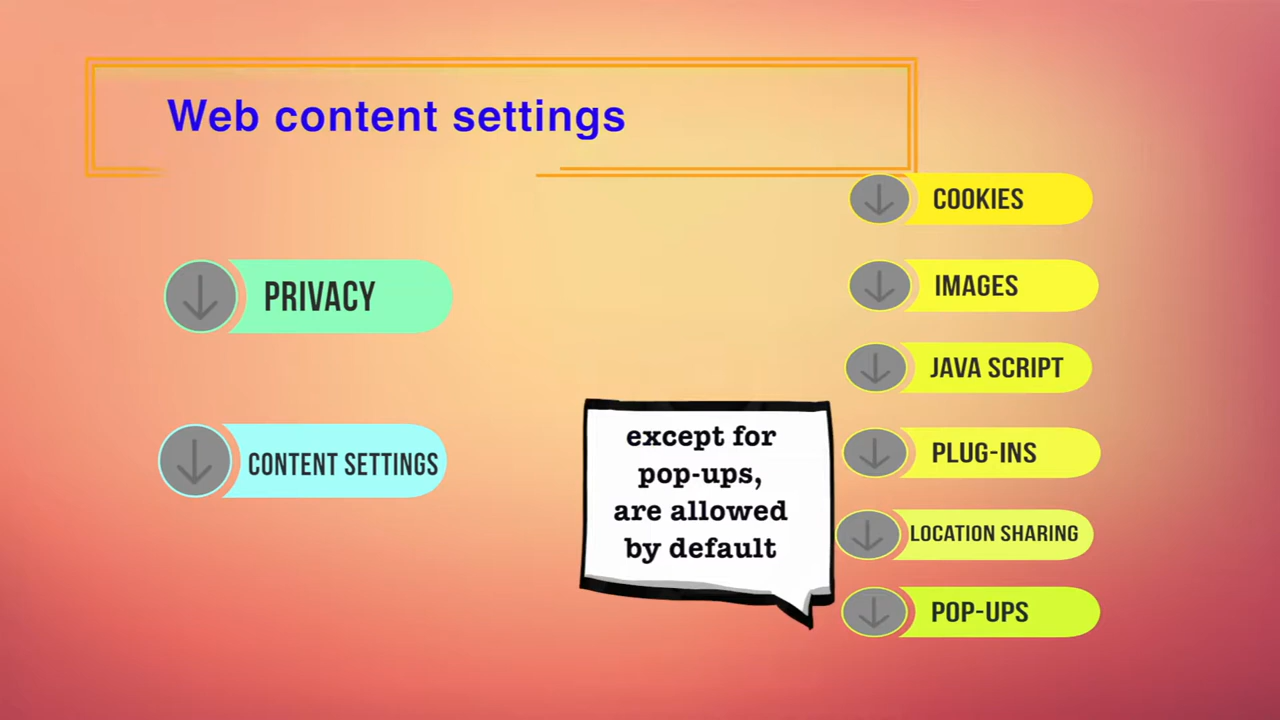 Web content settings
PRIVACY
CONTENT SETTINGS
COOKIES
IMAGES
JAVA SCRIPT
PLUG-INS
LOCATION SHARING
POP-UPS
except for
pop-ups,
are allowed
by default